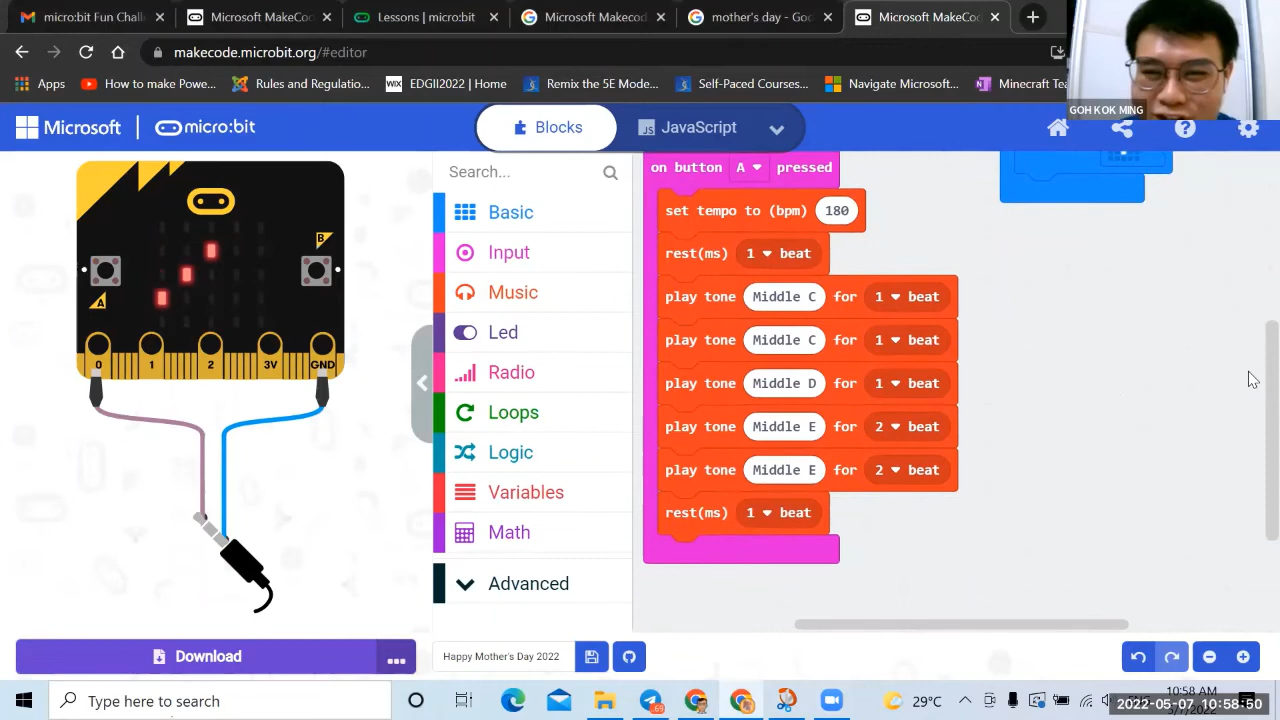 micro:bit Fun Chall
Microsoft MakeCod
Lessons | micro:bit
Microsoft Makecod
mother's day - Goo
Microsoft MakeCod
makecode.microbit.org/#editor
Apps
How to make Power...
Rules and Regulatio...
WIX
EDGII2022 | Home
Remix the 5E Mode...
Self-Paced Courses...
Navigate Microsoft...
Minecraft Tea
GOH KOK MING
Microsoft
micro:bit
Blocks
JS
JavaScript
Search...
Basic
Input
Music
Led
Radio
Loops
Logic
Variables
Math
Advanced
A
B
0
1
2
3V
GND
on button A pressed
set tempo to (bpm) 180
rest(ms) 1 beat
play tone Middle C for 1 beat
play tone Middle C for 1 beat
play tone Middle D for 1 beat
play tone Middle E for 2 beat
play tone Middle E for 2 beat
rest(ms) 1 beat
Download
...
Happy Mother's Day 2022
Type here to search
29°C
10:58 AM
2022-05-07 10:58:50